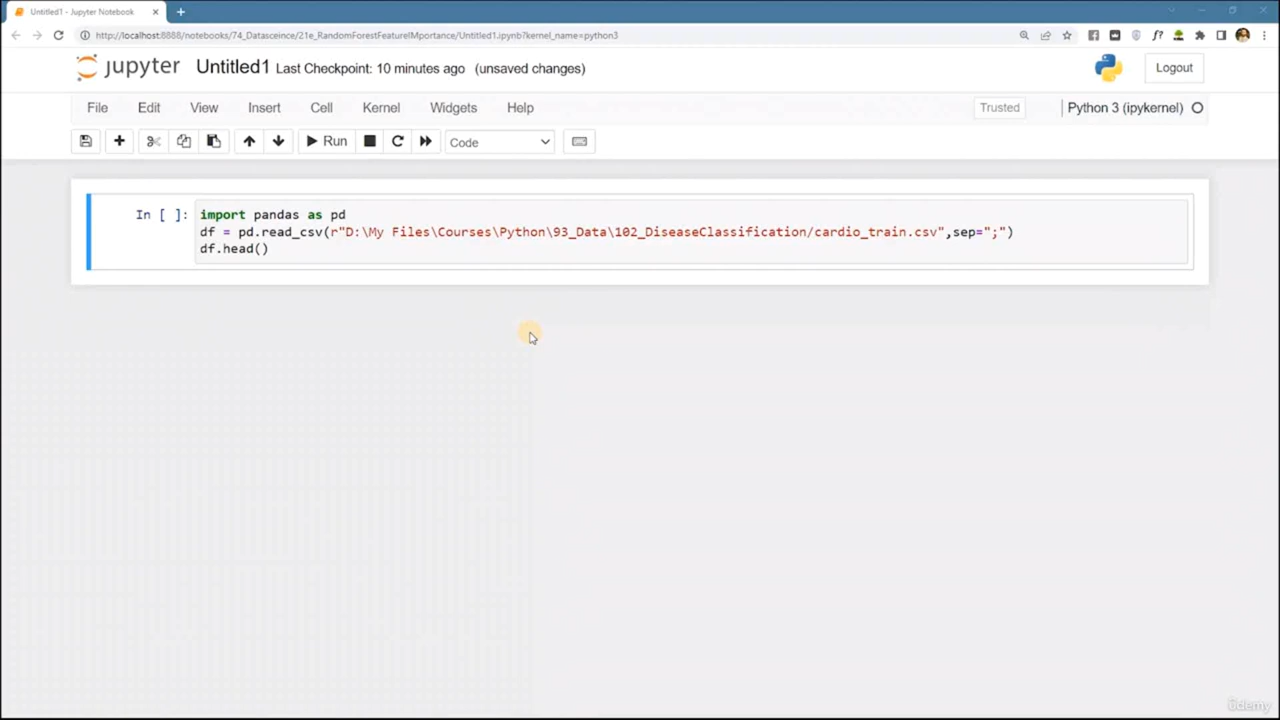 Untitled1 - Jupyter Notebook
http://localhost:8888/notebooks/74_Datasceince/21e_RandomForestFeatureIMportance/Untitled1.ipynb?kernel_name=python3
jupyter Untitled1 Last Checkpoint: 10 minutes ago (unsaved changes) Logout
File Edit View Insert Cell Kernel Widgets Help Trusted Python 3 (ipykernel)
Run Code
In [ ]: import pandas as pd
df = pd.read_csv(r"D:\My Files\Courses\Python\93_Data\102_DiseaseClassification/cardio_train.csv",sep=";")
df.head()
ûdemy